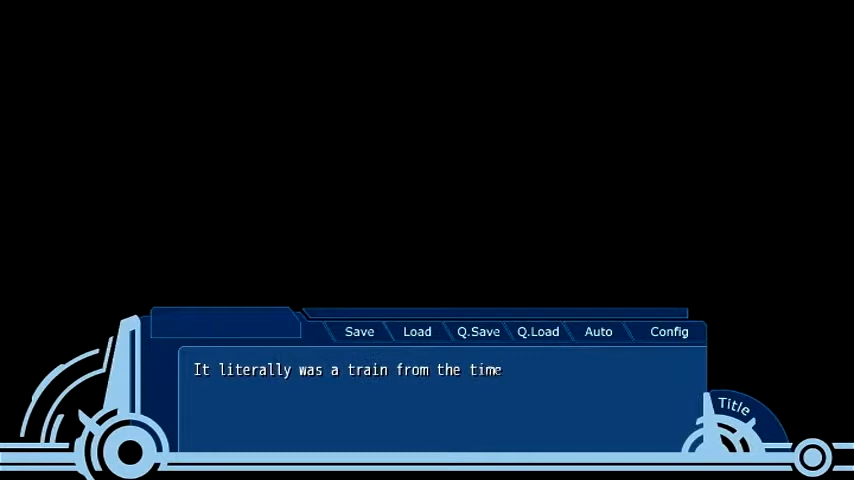 Save Load Q.Save Q.Load Auto Config
It literally was a train from the time
Title